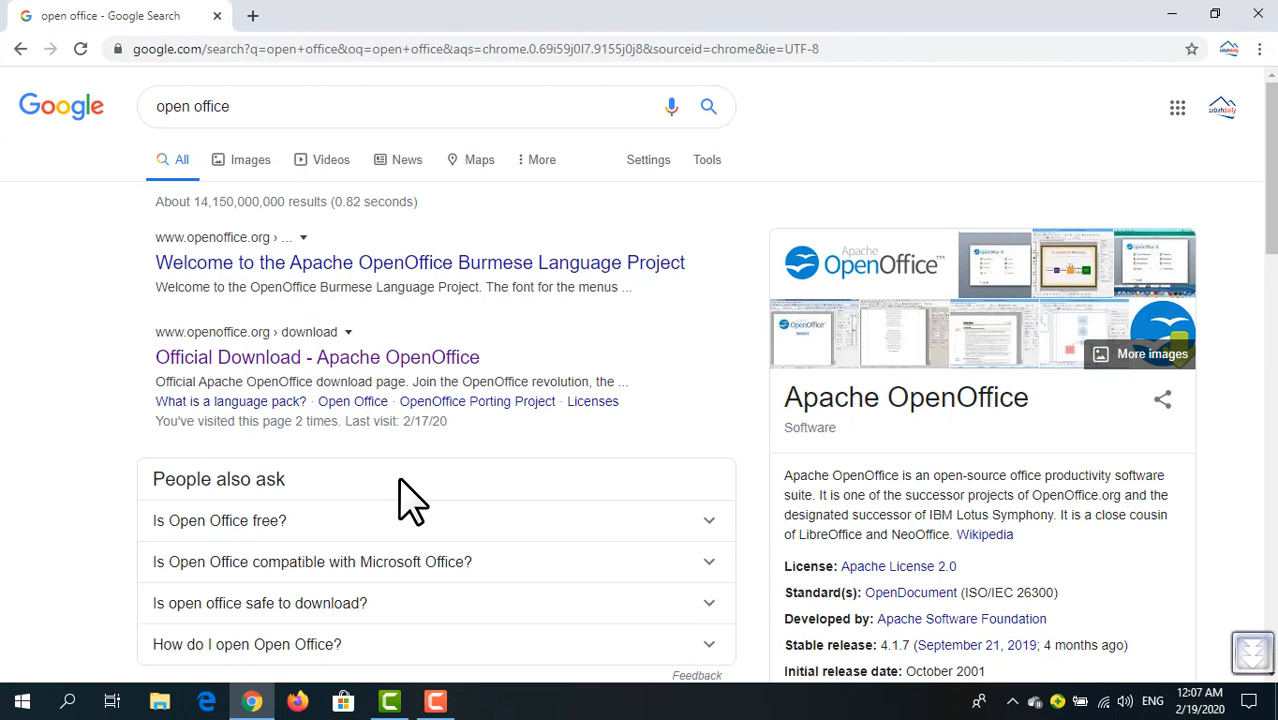 open office - Google Search
google.com/search?q=open+office&oq=open+office&aqs=chrome.0.69i59j0l7.9155j0j8&sourceid=chrome&ie=UTF-8
Google
open office
sabahdaily
All
Images
Videos
News
Maps
More
Settings
Tools
About 14,150,000,000 results (0.82 seconds)
www.openoffice.org › ...
Welcome to the Apache OpenOffice Burmese Language Project
Welcome to the OpenOffice Burmese Language Project. The font for the menus ...
www.openoffice.org › download
Official Download - Apache OpenOffice
Official Apache OpenOffice download page. Join the OpenOffice revolution, the ...
What is a language pack? · Open Office · OpenOffice Porting Project · Licenses
You've visited this page 2 times. Last visit: 2/17/20
People also ask
Is Open Office free?
Is Open Office compatible with Microsoft Office?
Is open office safe to download?
How do I open Open Office?
Feedback
Apache
OpenOffice™
More images
Apache OpenOffice
Software
Apache OpenOffice is an open-source office productivity software
suite. It is one of the successor projects of OpenOffice.org and the
designated successor of IBM Lotus Symphony. It is a close cousin
of LibreOffice and NeoOffice. Wikipedia
License: Apache License 2.0
Standard(s): OpenDocument (ISO/IEC 26300)
Developed by: Apache Software Foundation
Stable release: 4.1.7 (September 21, 2019; 4 months ago)
Initial release date: October 2001
ENG
12:07 AM
2/19/2020